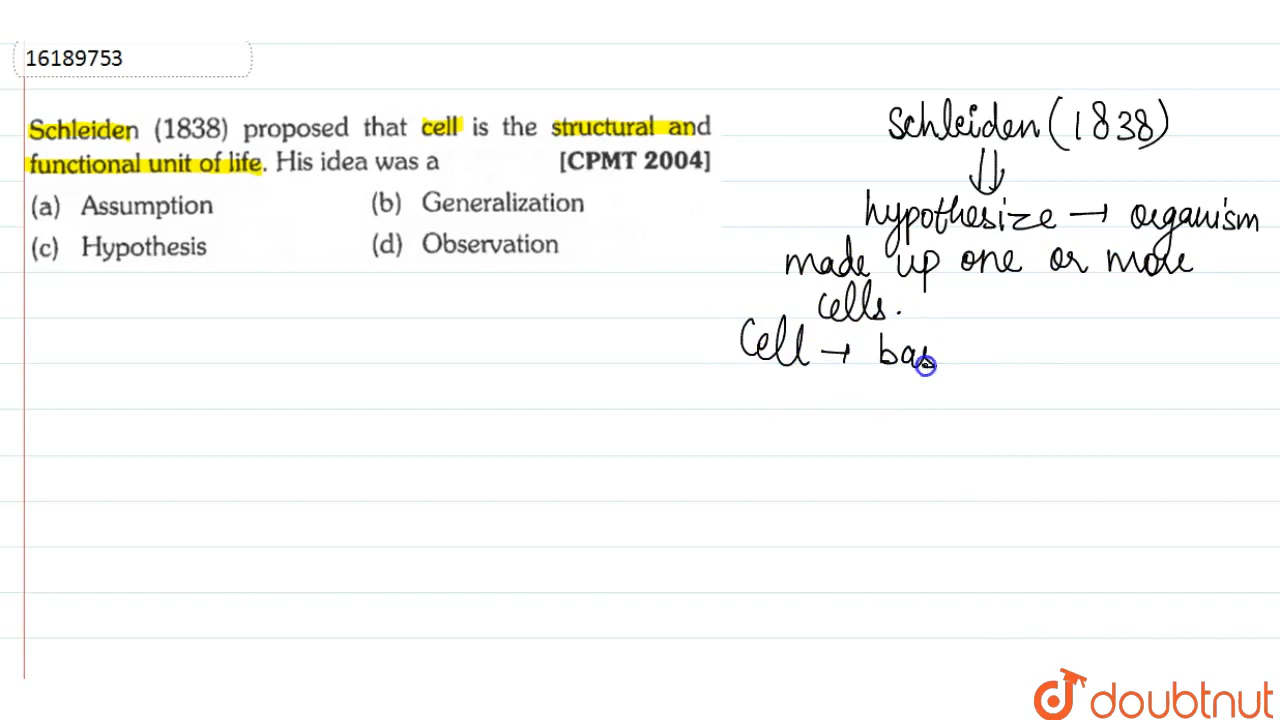 16189753
Schleiden (1838) proposed that cell is the structural and
functional unit of life. His idea was a [CPMT 2004]
(a) Assumption (b) Generalization
(c) Hypothesis (d) Observation
Schleiden (1838)
hypothesize → organism
made up one or more
cells.
Cell → bas
doubtnut